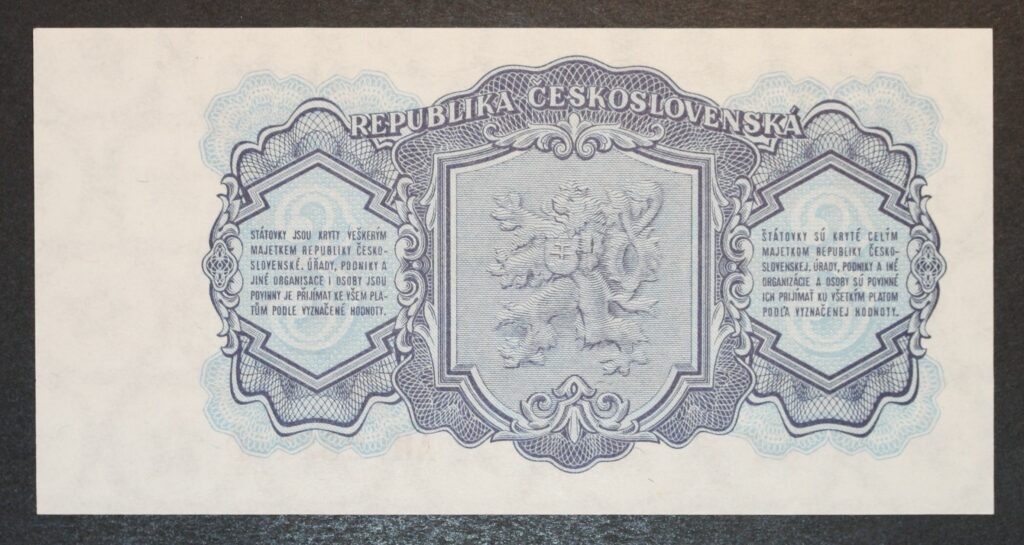 REPUBLIKA ČESKOSLOVENSKÁ
STÁTOVKY JSOU KRYTY VEŠKERÝM
MAJETKEM REPUBLIKY ČESKO-
SLOVENSKÉ. ÚŘADY, PODNIKY A
JINÉ ORGANISACE I OSOBY JSOU
POVINNY JE PŘIJÍMAT KE VŠEM PLA-
TŮM PODLE VYZNAČENÉ HODNOTY.
ŠTÁTOVKY SÚ KRYTÉ CELÝM
MAJETKOM REPUBLIKY ČESKO-
SLOVENSKEJ. ÚRADY, PODNIKY A INÉ
ORGANIZÁCIE A OSOBY SÚ POVINNÉ
ICH PRIJÍMAŤ KU VŠETKÝM PLATOM
PODĽA VYZNAČENEJ HODNOTY.
3
3